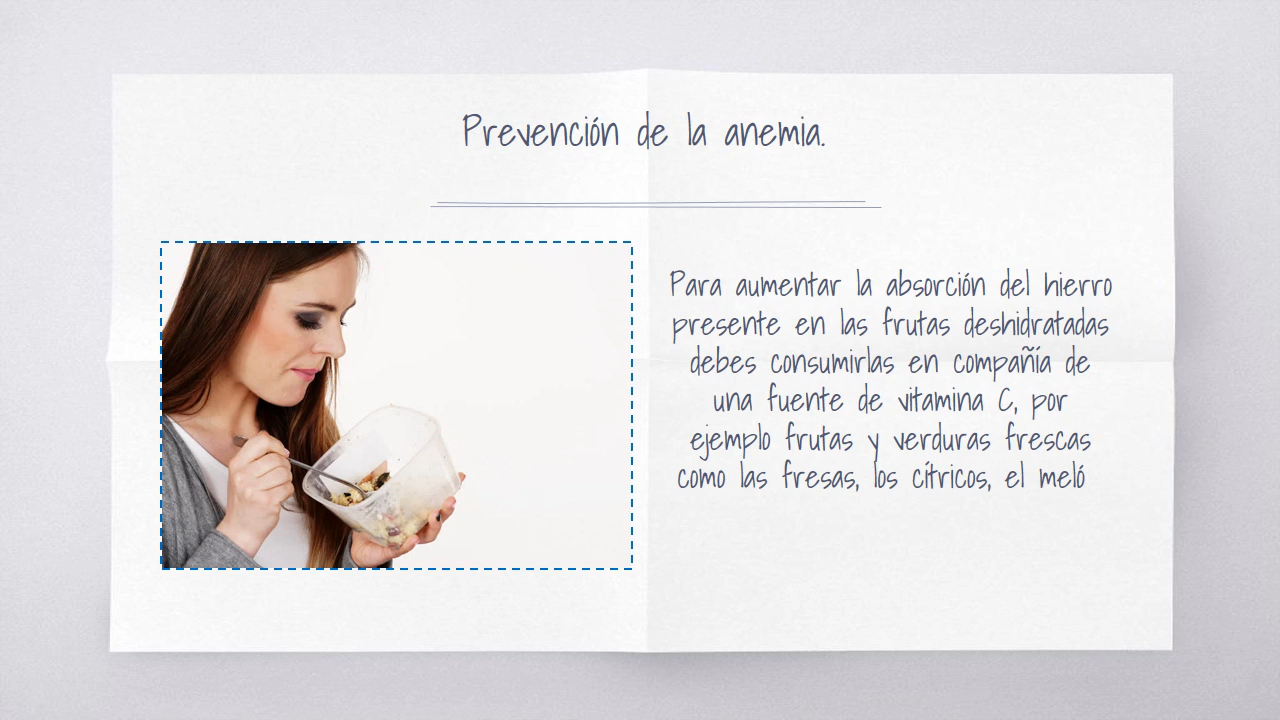 Prevención de la anemia.
Para aumentar la absorción del hierro
presente en las frutas deshidratadas
debes consumirlas en compañía de
una fuente de vitamina C, por
ejemplo frutas y verduras frescas
como las fresas, los cítricos, el meló